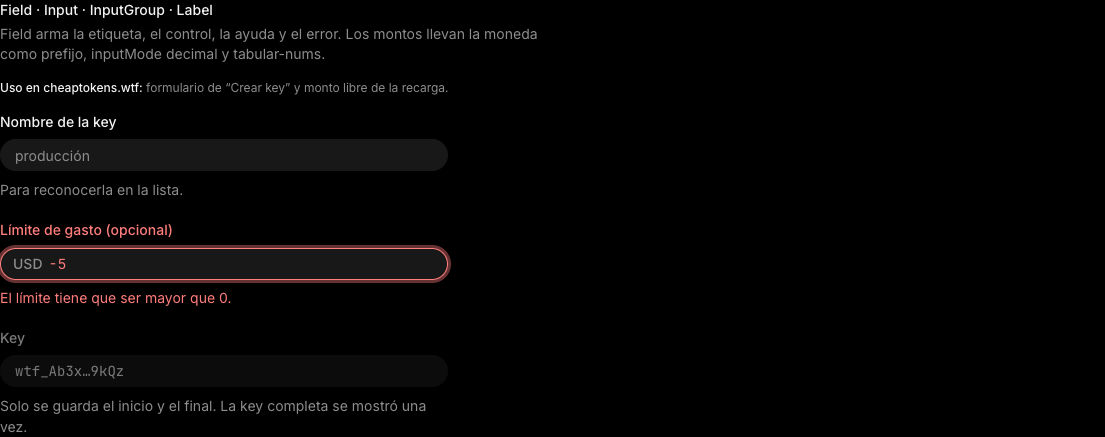 Field · Input · InputGroup · Label
Field arma la etiqueta, el control, la ayuda y el error. Los montos llevan la moneda
como prefijo, inputMode decimal y tabular-nums.
Uso en cheaptokens.wtf: formulario de “Crear key” y monto libre de la recarga.
Nombre de la key
producción
Para reconocerla en la lista.
Límite de gasto (opcional)
USD -5
El límite tiene que ser mayor que 0.
Key
wtf_Ab3x…9kQz
Solo se guarda el inicio y el final. La key completa se mostró una
vez.